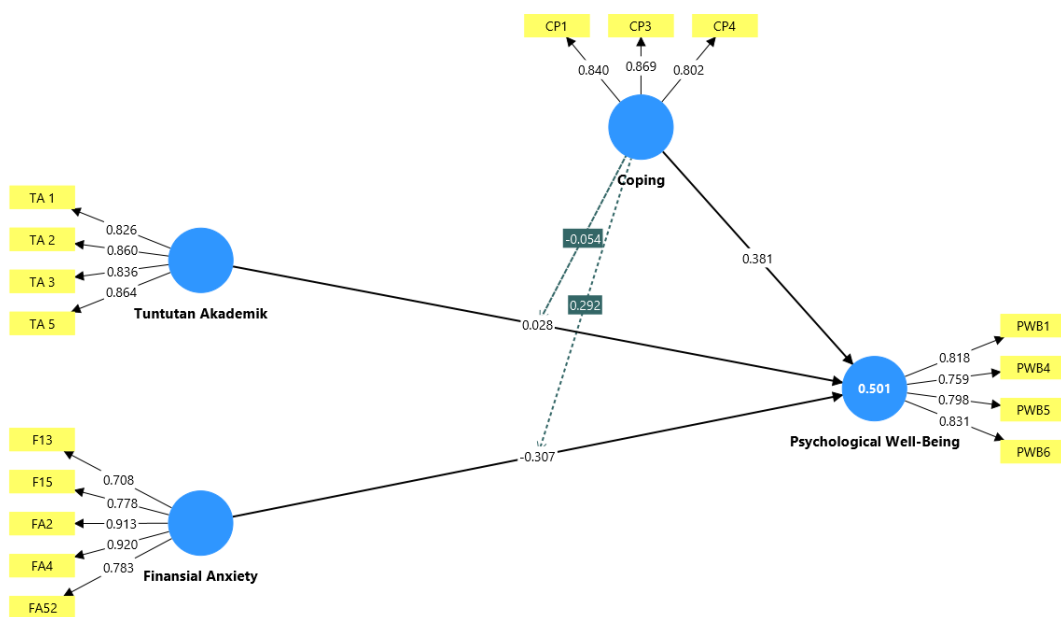 CP1 CP3 CP4
0.840 0.869 0.802
Coping
TA 1
TA 2
TA 3
TA 5
0.826
0.860
0.836
0.864
Tuntutan Akademik
-0.054
0.292
0.028
0.381
-0.307
F13
F15
FA2
FA4
FA52
0.708
0.778
0.913
0.920
0.783
Finansial Anxiety
0.501
Psychological Well-Being
0.818
0.759
0.798
0.831
PWB1
PWB4
PWB5
PWB6